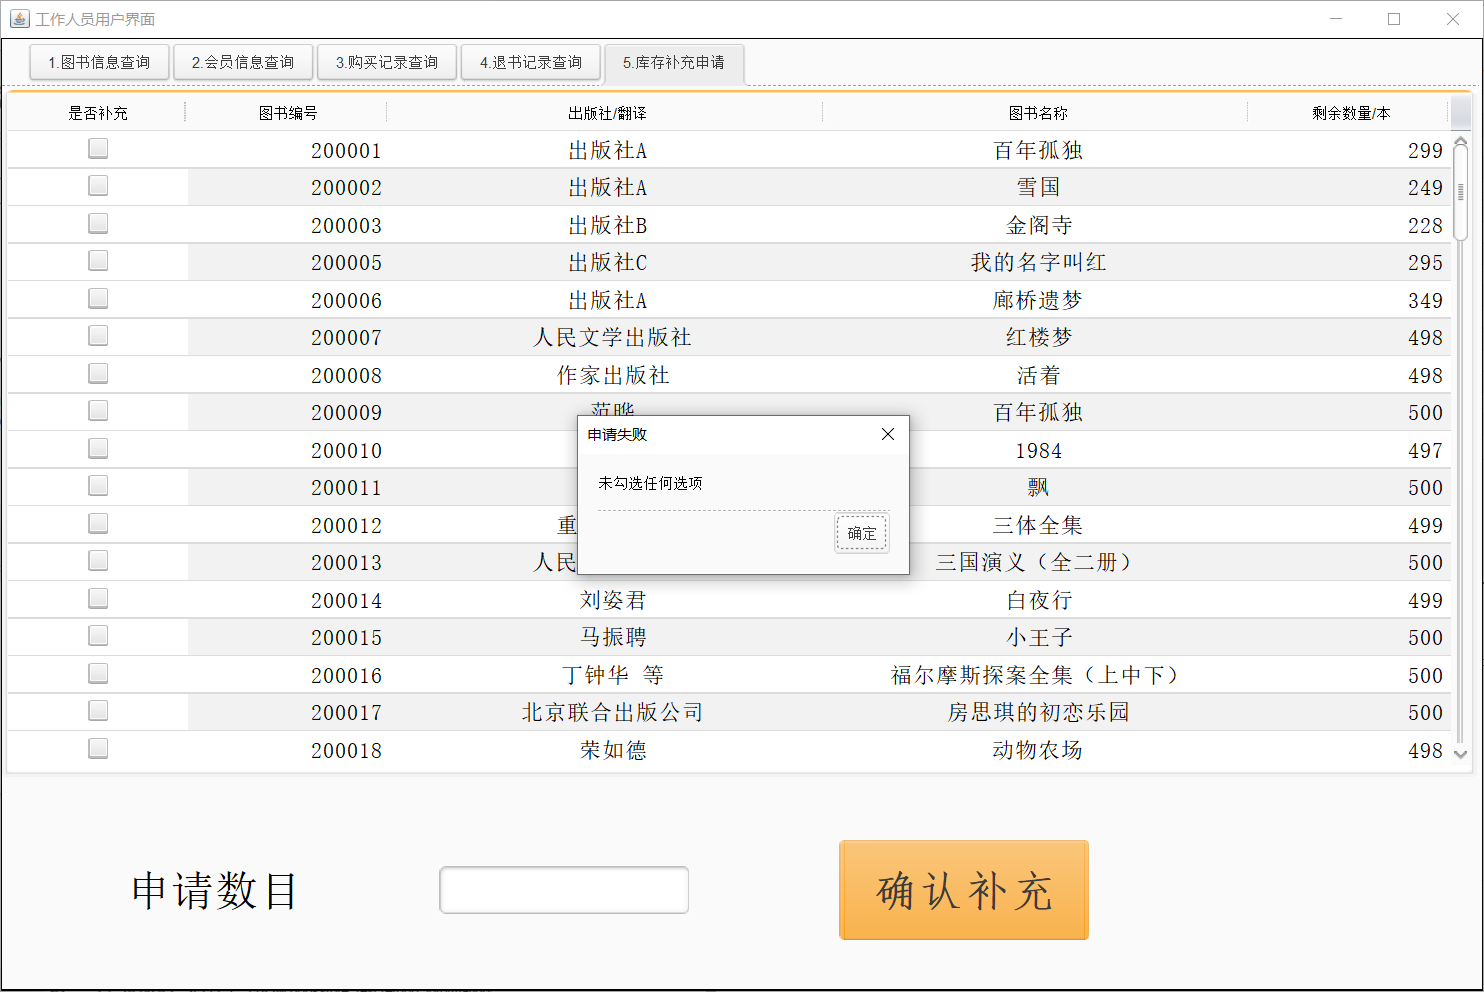 工作人员用户界面
1.图书信息查询 2.会员信息查询 3.购买记录查询 4.退书记录查询 5.库存补充申请
是否补充 图书编号 出版社/翻译 图书名称 剩余数量/本
200001 出版社A 百年孤独 299
200002 出版社A 雪国 249
200003 出版社B 金阁寺 228
200005 出版社C 我的名字叫红 295
200006 出版社A 廊桥遗梦 349
200007 人民文学出版社 红楼梦 498
200008 作家出版社 活着 498
200009 范晔 百年孤独 500
200010 1984 497
200011 飘 500
200012 重 三体全集 499
200013 人民 三国演义（全二册） 500
200014 刘姿君 白夜行 499
200015 马振聘 小王子 500
200016 丁钟华 等 福尔摩斯探案全集（上中下） 500
200017 北京联合出版公司 房思琪的初恋乐园 500
200018 荣如德 动物农场 498
申请失败
未勾选任何选项
确定
申请数目 确认补充